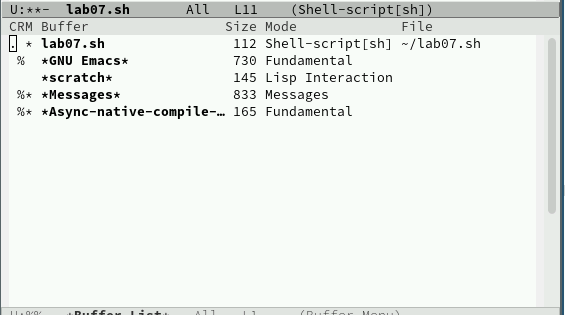 U:**-  lab07.sh       All   L11    (Shell-script[sh])
CRM Buffer                 Size Mode             File
. * lab07.sh                112 Shell-script[sh] ~/lab07.sh
 %  *GNU Emacs*             730 Fundamental
    *scratch*               145 Lisp Interaction
 %* *Messages*              833 Messages
 %* *Async-native-compile-… 165 Fundamental
U:%%-  *Buffer List*   All   L1     (Buffer Menu)